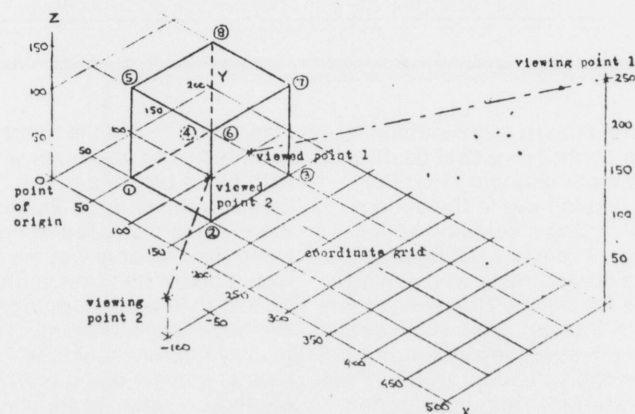 Z
⑧
150
viewing point 1
250
100
⑤
Y
200
⑦
200
150
150
50
100
④
⑥
100
50
viewed point 1
0
50
point
of
origin
①
50
viewed
point 2
③
100
②
150
coordinate grid
200
viewing
point 2
250
-50
300
-100
350
400
450
500
X